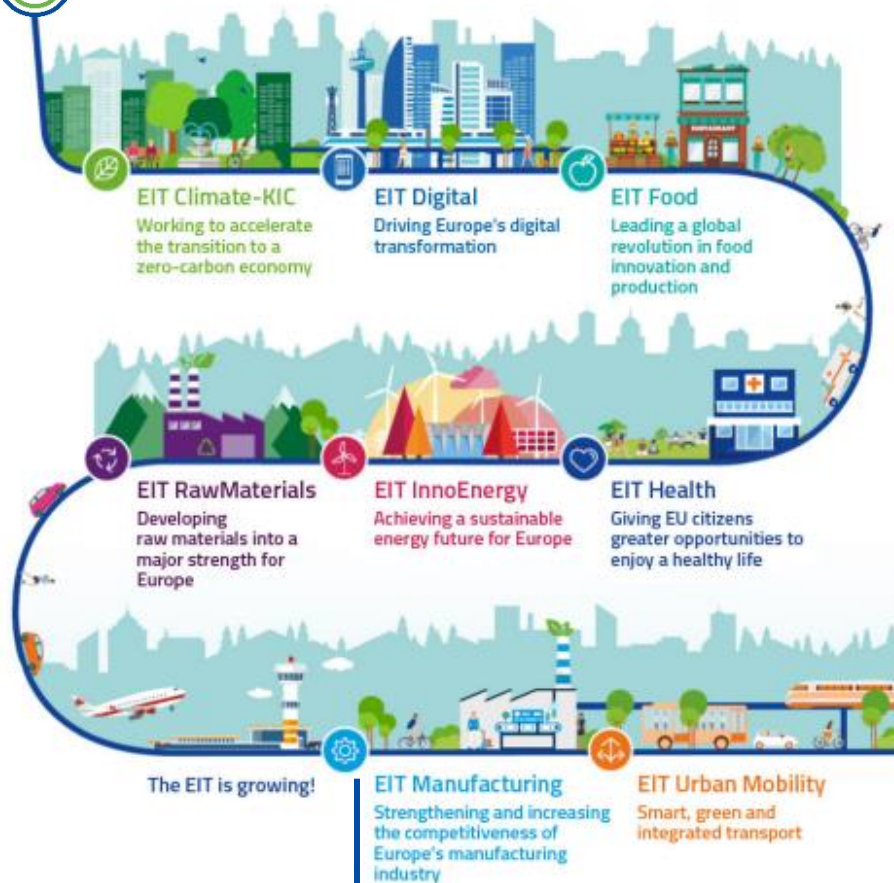 RESTAURANT
EIT Climate-KIC
Working to accelerate
the transition to a
zero-carbon economy
EIT Digital
Driving Europe's digital
transformation
EIT Food
Leading a global
revolution in food
innovation and
production
EIT RawMaterials
Developing
raw materials into a
major strength for
Europe
EIT InnoEnergy
Achieving a sustainable
energy future for Europe
EIT Health
Giving EU citizens
greater opportunities to
enjoy a healthy life
The EIT is growing!
EIT Manufacturing
Strengthening and increasing
the competitiveness of
Europe's manufacturing
industry
EIT Urban Mobility
Smart, green and
integrated transport